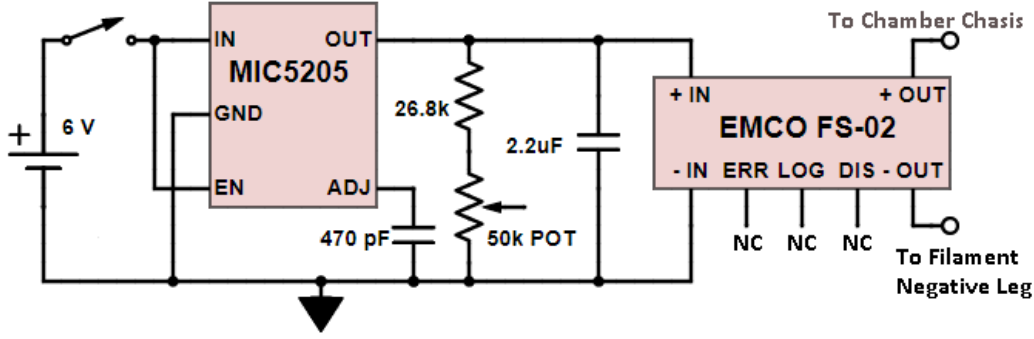 To Chamber Chasis
IN OUT
MIC5205
+ IN + OUT
26.8k
GND
+ 6 V
EMCO FS-02
2.2uF
- IN ERR LOG DIS - OUT
EN ADJ
470 pF
50k POT
NC NC NC
To Filament
Negative Leg